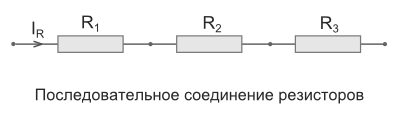 I_R R_1 R_2 R_3
Последовательное соединение резисторов